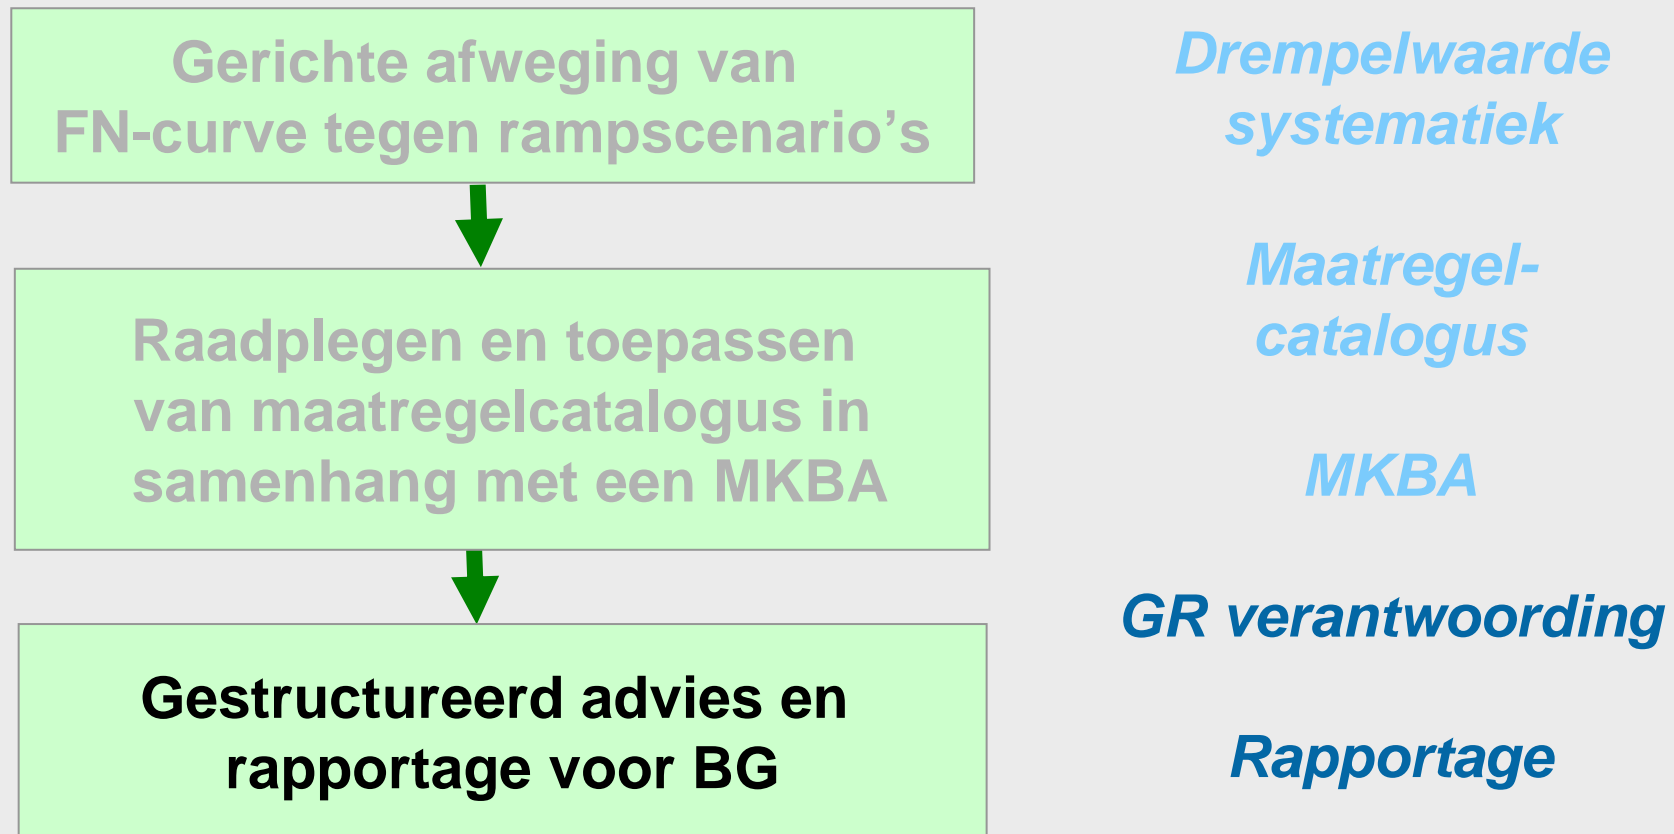 Gerichte afweging van
FN-curve tegen rampscenario’s
Drempelwaarde
systematiek
Raadplegen en toepassen
van maatregelcatalogus in
samenhang met een MKBA
Maatregel-
catalogus
MKBA
Gestructureerd advies en
rapportage voor BG
GR verantwoording
Rapportage